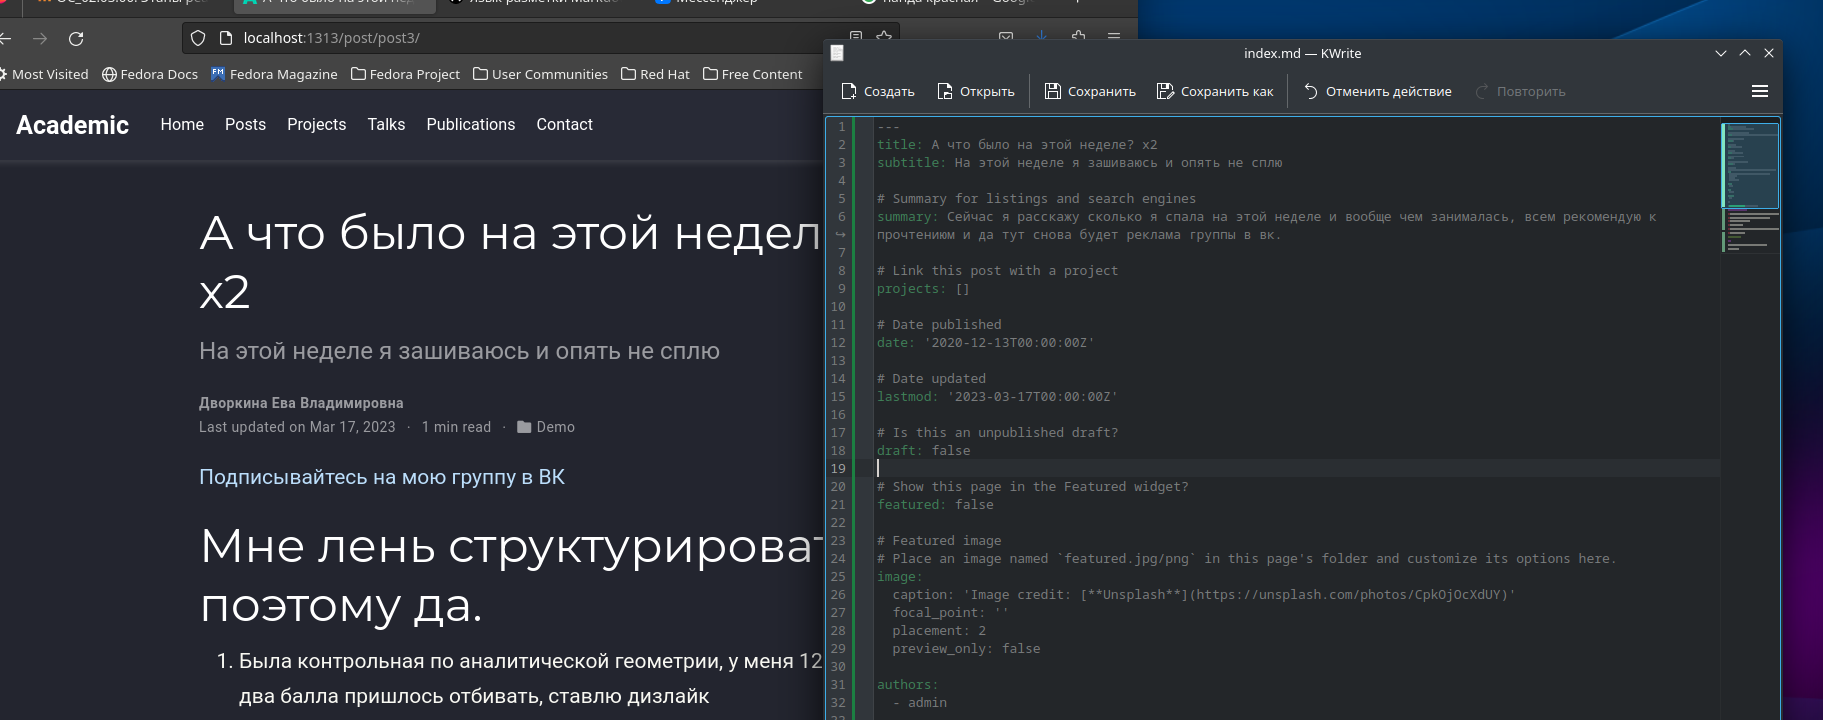 localhost:1313/post/post3/
Most Visited Fedora Docs Fedora Magazine Fedora Project User Communities Red Hat Free Content
Academic Home Posts Projects Talks Publications Contact
А что было на этой недел
x2
На этой неделе я зашиваюсь и опять не сплю
Дворкина Ева Владимировна
Last updated on Mar 17, 2023 · 1 min read · Demo
Подписывайтесь на мою группу в ВК
Мне лень структурироват
поэтому да.
1. Была контрольная по аналитической геометрии, у меня 12
два балла пришлось отбивать, ставлю дизлайк
index.md — KWrite
Создать Открыть Сохранить Сохранить как Отменить действие Повторить
1 ---
2 title: А что было на этой неделе? x2
3 subtitle: На этой неделе я зашиваюсь и опять не сплю
4
5 # Summary for listings and search engines
6 summary: Сейчас я расскажу сколько я спала на этой неделе и вообще чем занималась, всем рекомендую к
↪ прочтениюм и да тут снова будет реклама группы в вк.
7
8 # Link this post with a project
9 projects: []
10
11 # Date published
12 date: '2020-12-13T00:00:00Z'
13
14 # Date updated
15 lastmod: '2023-03-17T00:00:00Z'
16
17 # Is this an unpublished draft?
18 draft: false
19
20 # Show this page in the Featured widget?
21 featured: false
22
23 # Featured image
24 # Place an image named `featured.jpg/png` in this page's folder and customize its options here.
25 image:
26 caption: 'Image credit: [**Unsplash**](https://unsplash.com/photos/CpkOjOcXdUY)'
27 focal_point: ''
28 placement: 2
29 preview_only: false
30
31 authors:
32 - admin